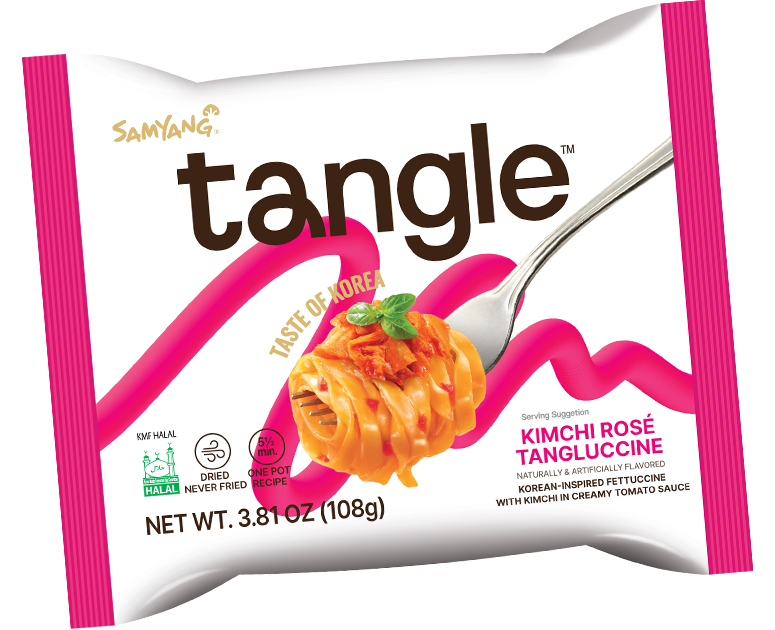 SAMYANG
tangle™
TASTE OF KOREA
Serving Suggetion
KIMCHI ROSÉ
TANGLUCCINE
NATURALLY & ARTIFICIALLY FLAVORED
KOREAN-INSPIRED FETTUCCINE
WITH KIMCHI IN CREAMY TOMATO SAUCE
KMF HALAL
HALAL
DRIED
NEVER FRIED
5½
min.
ONE POT
RECIPE
NET WT. 3.81 OZ (108g)